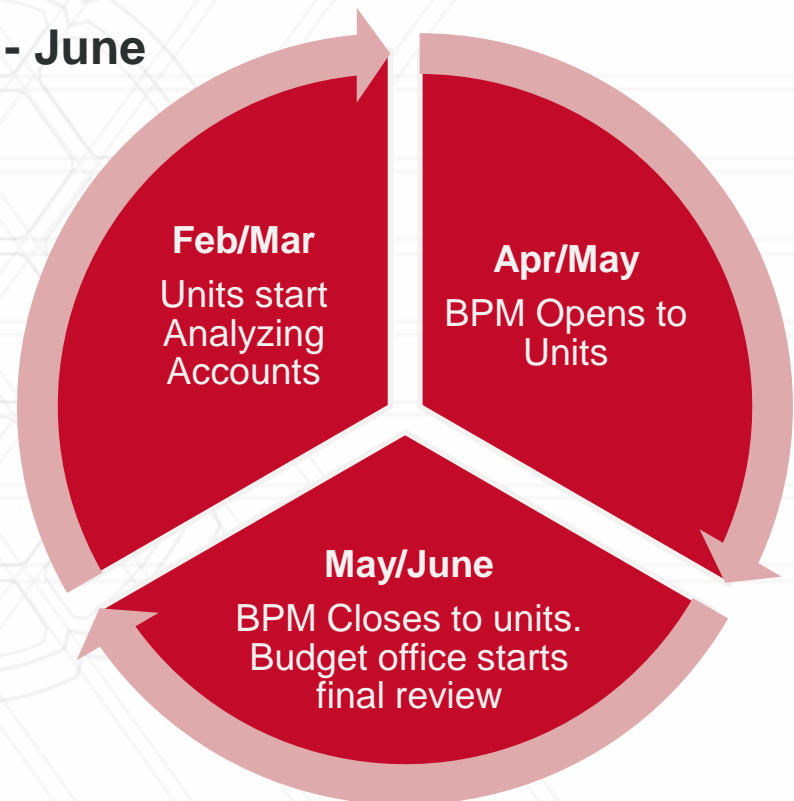 - June
Feb/Mar
Units start
Analyzing
Accounts
Apr/May
BPM Opens to
Units
May/June
BPM Closes to units.
Budget office starts
final review